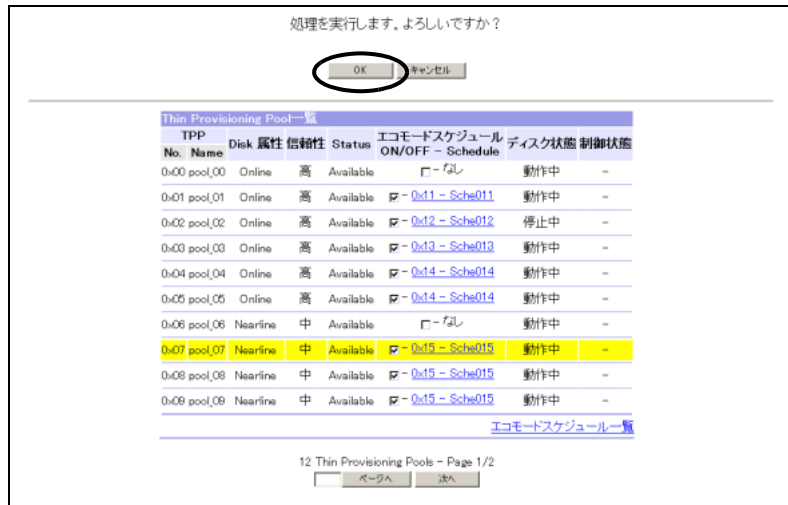 処理を実行します。よろしいですか？
OK キャンセル
Thin Provisioning Pool一覧
TPP Disk 属性 信頼性 Status エコモードスケジュール ON/OFF - Schedule ディスク状態 制御状態
No. Name
0x00 pool_00 Online 高 Available - なし 動作中 -
0x01 pool_01 Online 高 Available - 0x11 - Sche011 動作中 -
0x02 pool_02 Online 高 Available - 0x12 - Sche012 停止中 -
0x03 pool_03 Online 高 Available - 0x13 - Sche013 動作中 -
0x04 pool_04 Online 高 Available - 0x14 - Sche014 動作中 -
0x05 pool_05 Online 高 Available - 0x14 - Sche014 動作中 -
0x06 pool_06 Nearline 中 Available - なし 動作中 -
0x07 pool_07 Nearline 中 Available - 0x15 - Sche015 動作中 -
0x08 pool_08 Nearline 中 Available - 0x15 - Sche015 動作中 -
0x09 pool_09 Nearline 中 Available - 0x15 - Sche015 動作中 -
エコモードスケジュール一覧
12 Thin Provisioning Pools - Page 1/2
ページへ 次へ